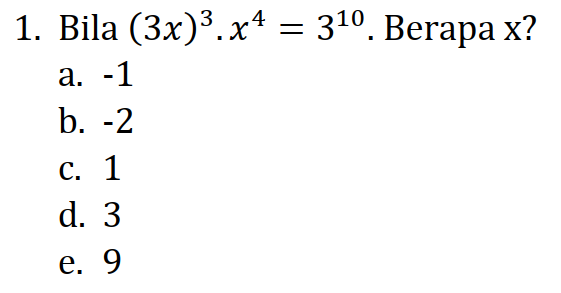 1. Bila (3x)³. x⁴ = 3¹⁰. Berapa x?
a. -1
b. -2
c. 1
d. 3
e. 9